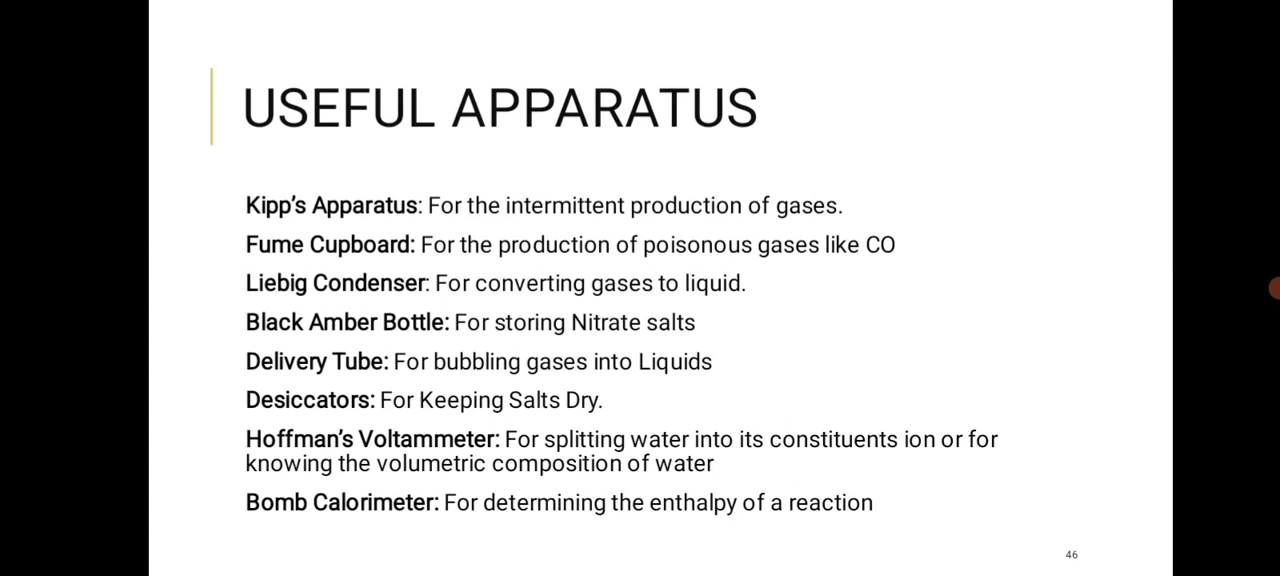 USEFUL APPARATUS
Kipp’s Apparatus: For the intermittent production of gases.
Fume Cupboard: For the production of poisonous gases like CO
Liebig Condenser: For converting gases to liquid.
Black Amber Bottle: For storing Nitrate salts
Delivery Tube: For bubbling gases into Liquids
Desiccators: For Keeping Salts Dry.
Hoffman’s Voltammeter: For splitting water into its constituents ion or for
knowing the volumetric composition of water
Bomb Calorimeter: For determining the enthalpy of a reaction
46